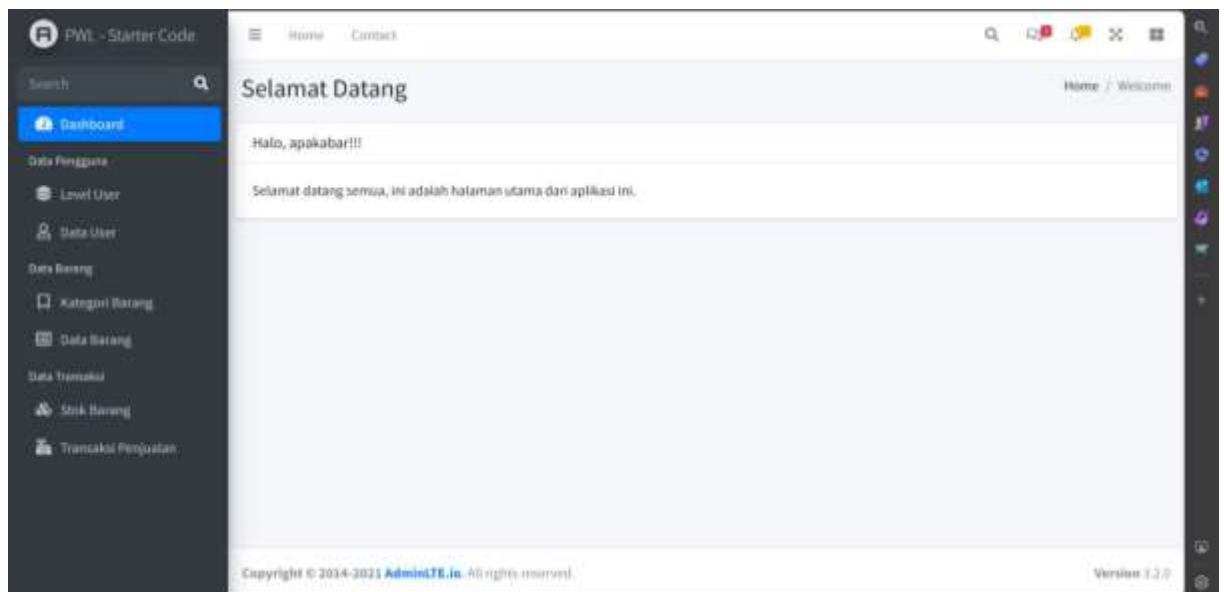 PWL - Starter Code
Home Contact
Search
Selamat Datang
Home / Welcome
Dashboard
Halo, apakabar!!!
Data Pengguna
Selamat datang semua, ini adalah halaman utama dari aplikasi ini.
Level User
Data User
Data Barang
Kategori Barang
Data Barang
Data Transaksi
Stok Barang
Transaksi Penjualan
Copyright © 2014-2021 AdminLTE.io. All rights reserved.
Version 3.2.0